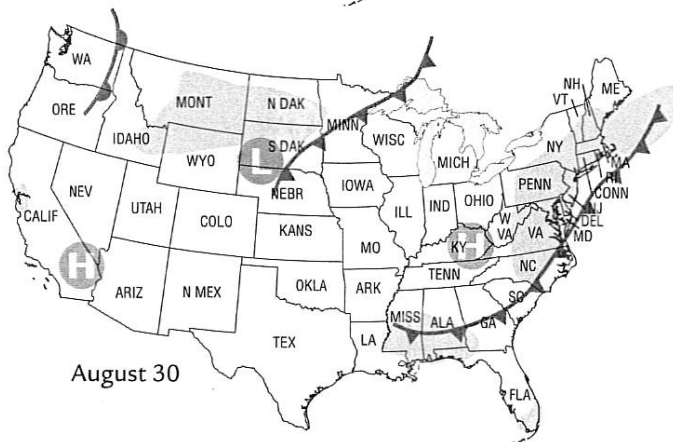 WA
MONT
N DAK
MINN
ORE
IDAHO
WYO
S DAK
L
WISC
MICH
NH
VT
ME
NY
MA
RI
CONN
NJ
DEL
MD
PENN
NEV
UTAH
COLO
NEBR
IOWA
ILL
IND
OHIO
W
VA
VA
CALIF
H
KANS
MO
KY
H
NC
TENN
ARIZ
N MEX
OKLA
ARK
SC
MISS
ALA
GA
TEX
LA
FLA
August 30